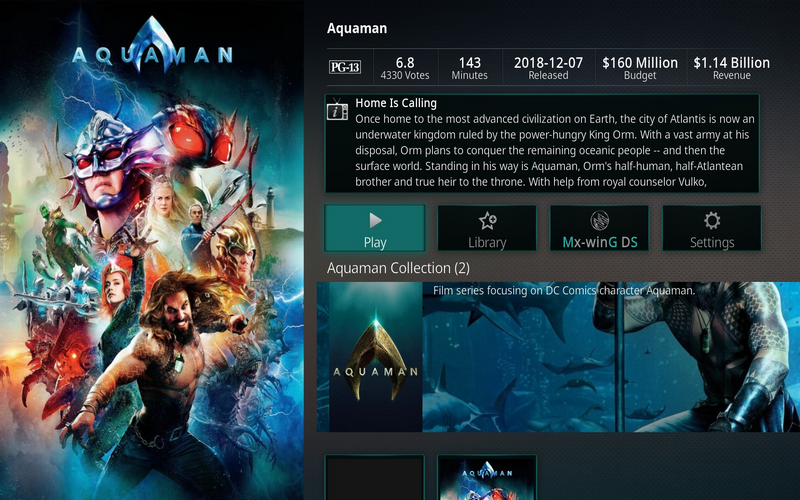 AQUAMAN
Aquaman
PG-13
6.8
4330 Votes
143
Minutes
2018-12-07
Released
$160 Million
Budget
$1.14 Billion
Revenue
Home Is Calling
Once home to the most advanced civilization on Earth, the city of Atlantis is now an
underwater kingdom ruled by the power-hungry King Orm. With a vast army at his
disposal, Orm plans to conquer the remaining oceanic people -- and then the
surface world. Standing in his way is Aquaman, Orm's half-human, half-Atlantean
brother and true heir to the throne. With help from royal counselor Vulko,
Play
Library
Mx-winG DS
Settings
Aquaman Collection (2)
Film series focusing on DC Comics character Aquaman.
AQUAMAN
AQUAMAN